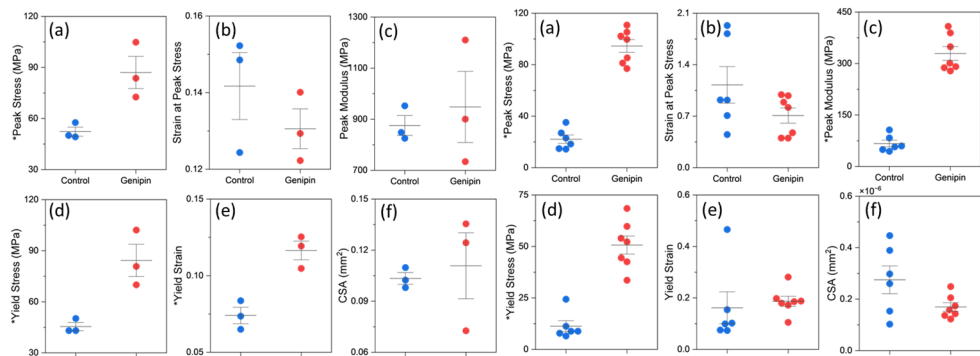 (a)
*Peak Stress (MPa)
120
90
60
30
Control
Genipin
(b)
Strain at Peak Stress
0.16
0.14
0.12
Control
Genipin
(c)
Peak Modulus (MPa)
1300
1100
900
700
Control
Genipin
(a)
*Peak Stress (MPa)
120
80
40
0
Control
Genipin
(b)
Strain at Peak Stress
2.1
1.4
0.7
0.0
Control
Genipin
(c)
*Peak Modulus (MPa)
450
300
150
0
Control
Genipin
(d)
*Yield Stress (MPa)
120
90
60
30
(e)
*Yield Strain
0.15
0.10
0.05
(f)
CSA (mm²)
0.15
0.12
0.09
0.06
(d)
*Yield Stress (MPa)
75
50
25
0
(e)
Yield Strain
0.6
0.4
0.2
0.0
(f)
CSA (mm²)
×10⁻⁶
0.6
0.4
0.2
0.0